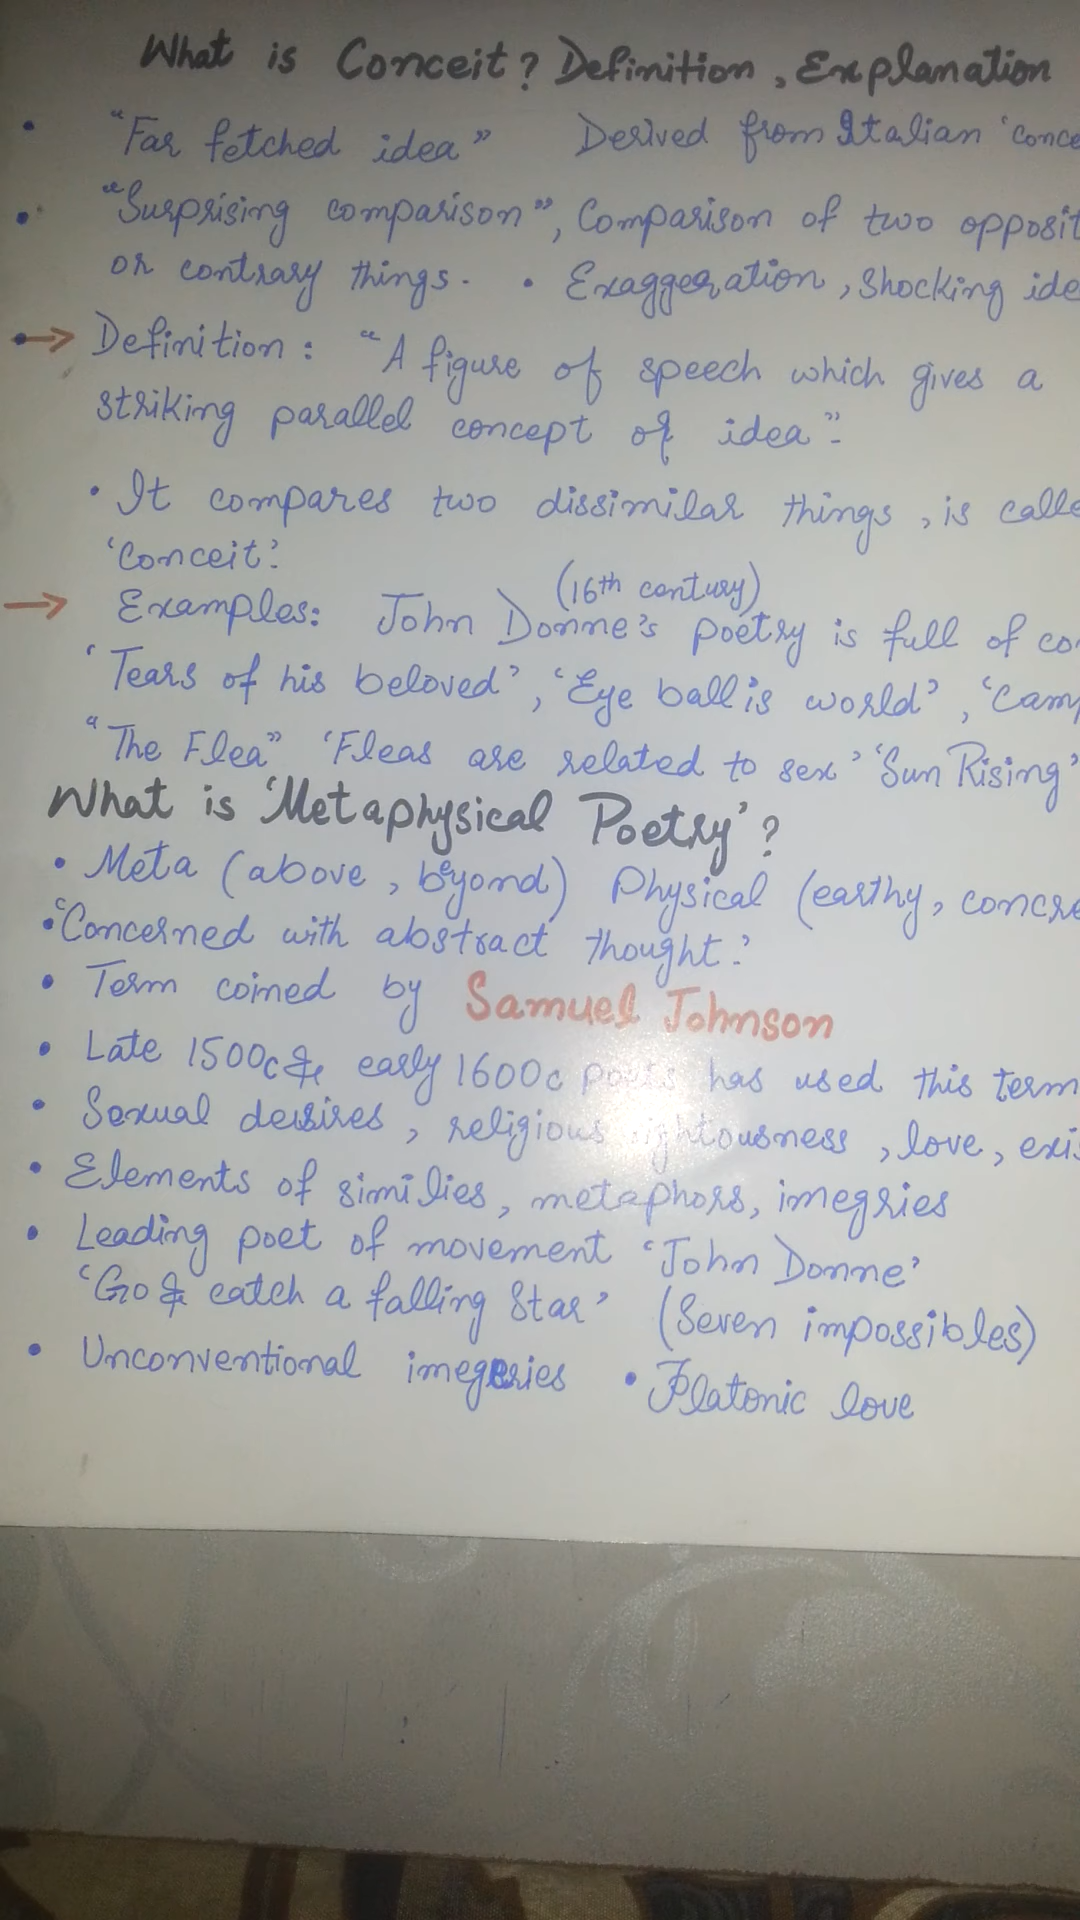 What is Conceit? Definition, Explanation
• "Far fetched idea" Derived from Italian 'conce
• "Surprising comparison", Comparison of two opposit
or contrary things. • Exaggeration, Shocking ide
• → Definition: "A figure of speech which gives a
striking parallel concept of idea".
• It compares two dissimilar things, is calle
'Conceit'.
(16th century)
→ Examples: John Donne's poetry is full of co
'Tears of his beloved', 'Eye ball is world', 'Cam
"The Flea" 'Fleas are related to sex' 'Sun Rising'
What is 'Metaphysical Poetry'?
• Meta (above, beyond) Physical (earthy, concre
• 'Concerned with abstract thought.'
• Term coined by Samuel Johnson
• Late 1500c & early 1600c poets has used this term
• Sexual desires, religious rightousness, love, exis
• Elements of similies, metaphors, imegries
• Leading poet of movement 'John Donne'
'Go & catch a falling Star' (Seven impossibles)
• Unconventional imegries • Platonic love